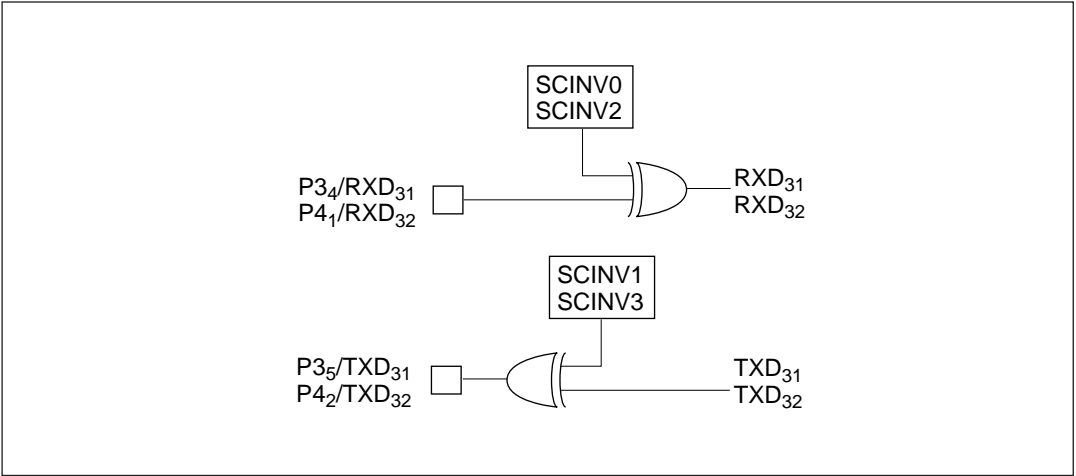 SCINV0
SCINV2
P3₄/RXD₃₁
P4₁/RXD₃₂
RXD₃₁
RXD₃₂
SCINV1
SCINV3
P3₅/TXD₃₁
P4₂/TXD₃₂
TXD₃₁
TXD₃₂